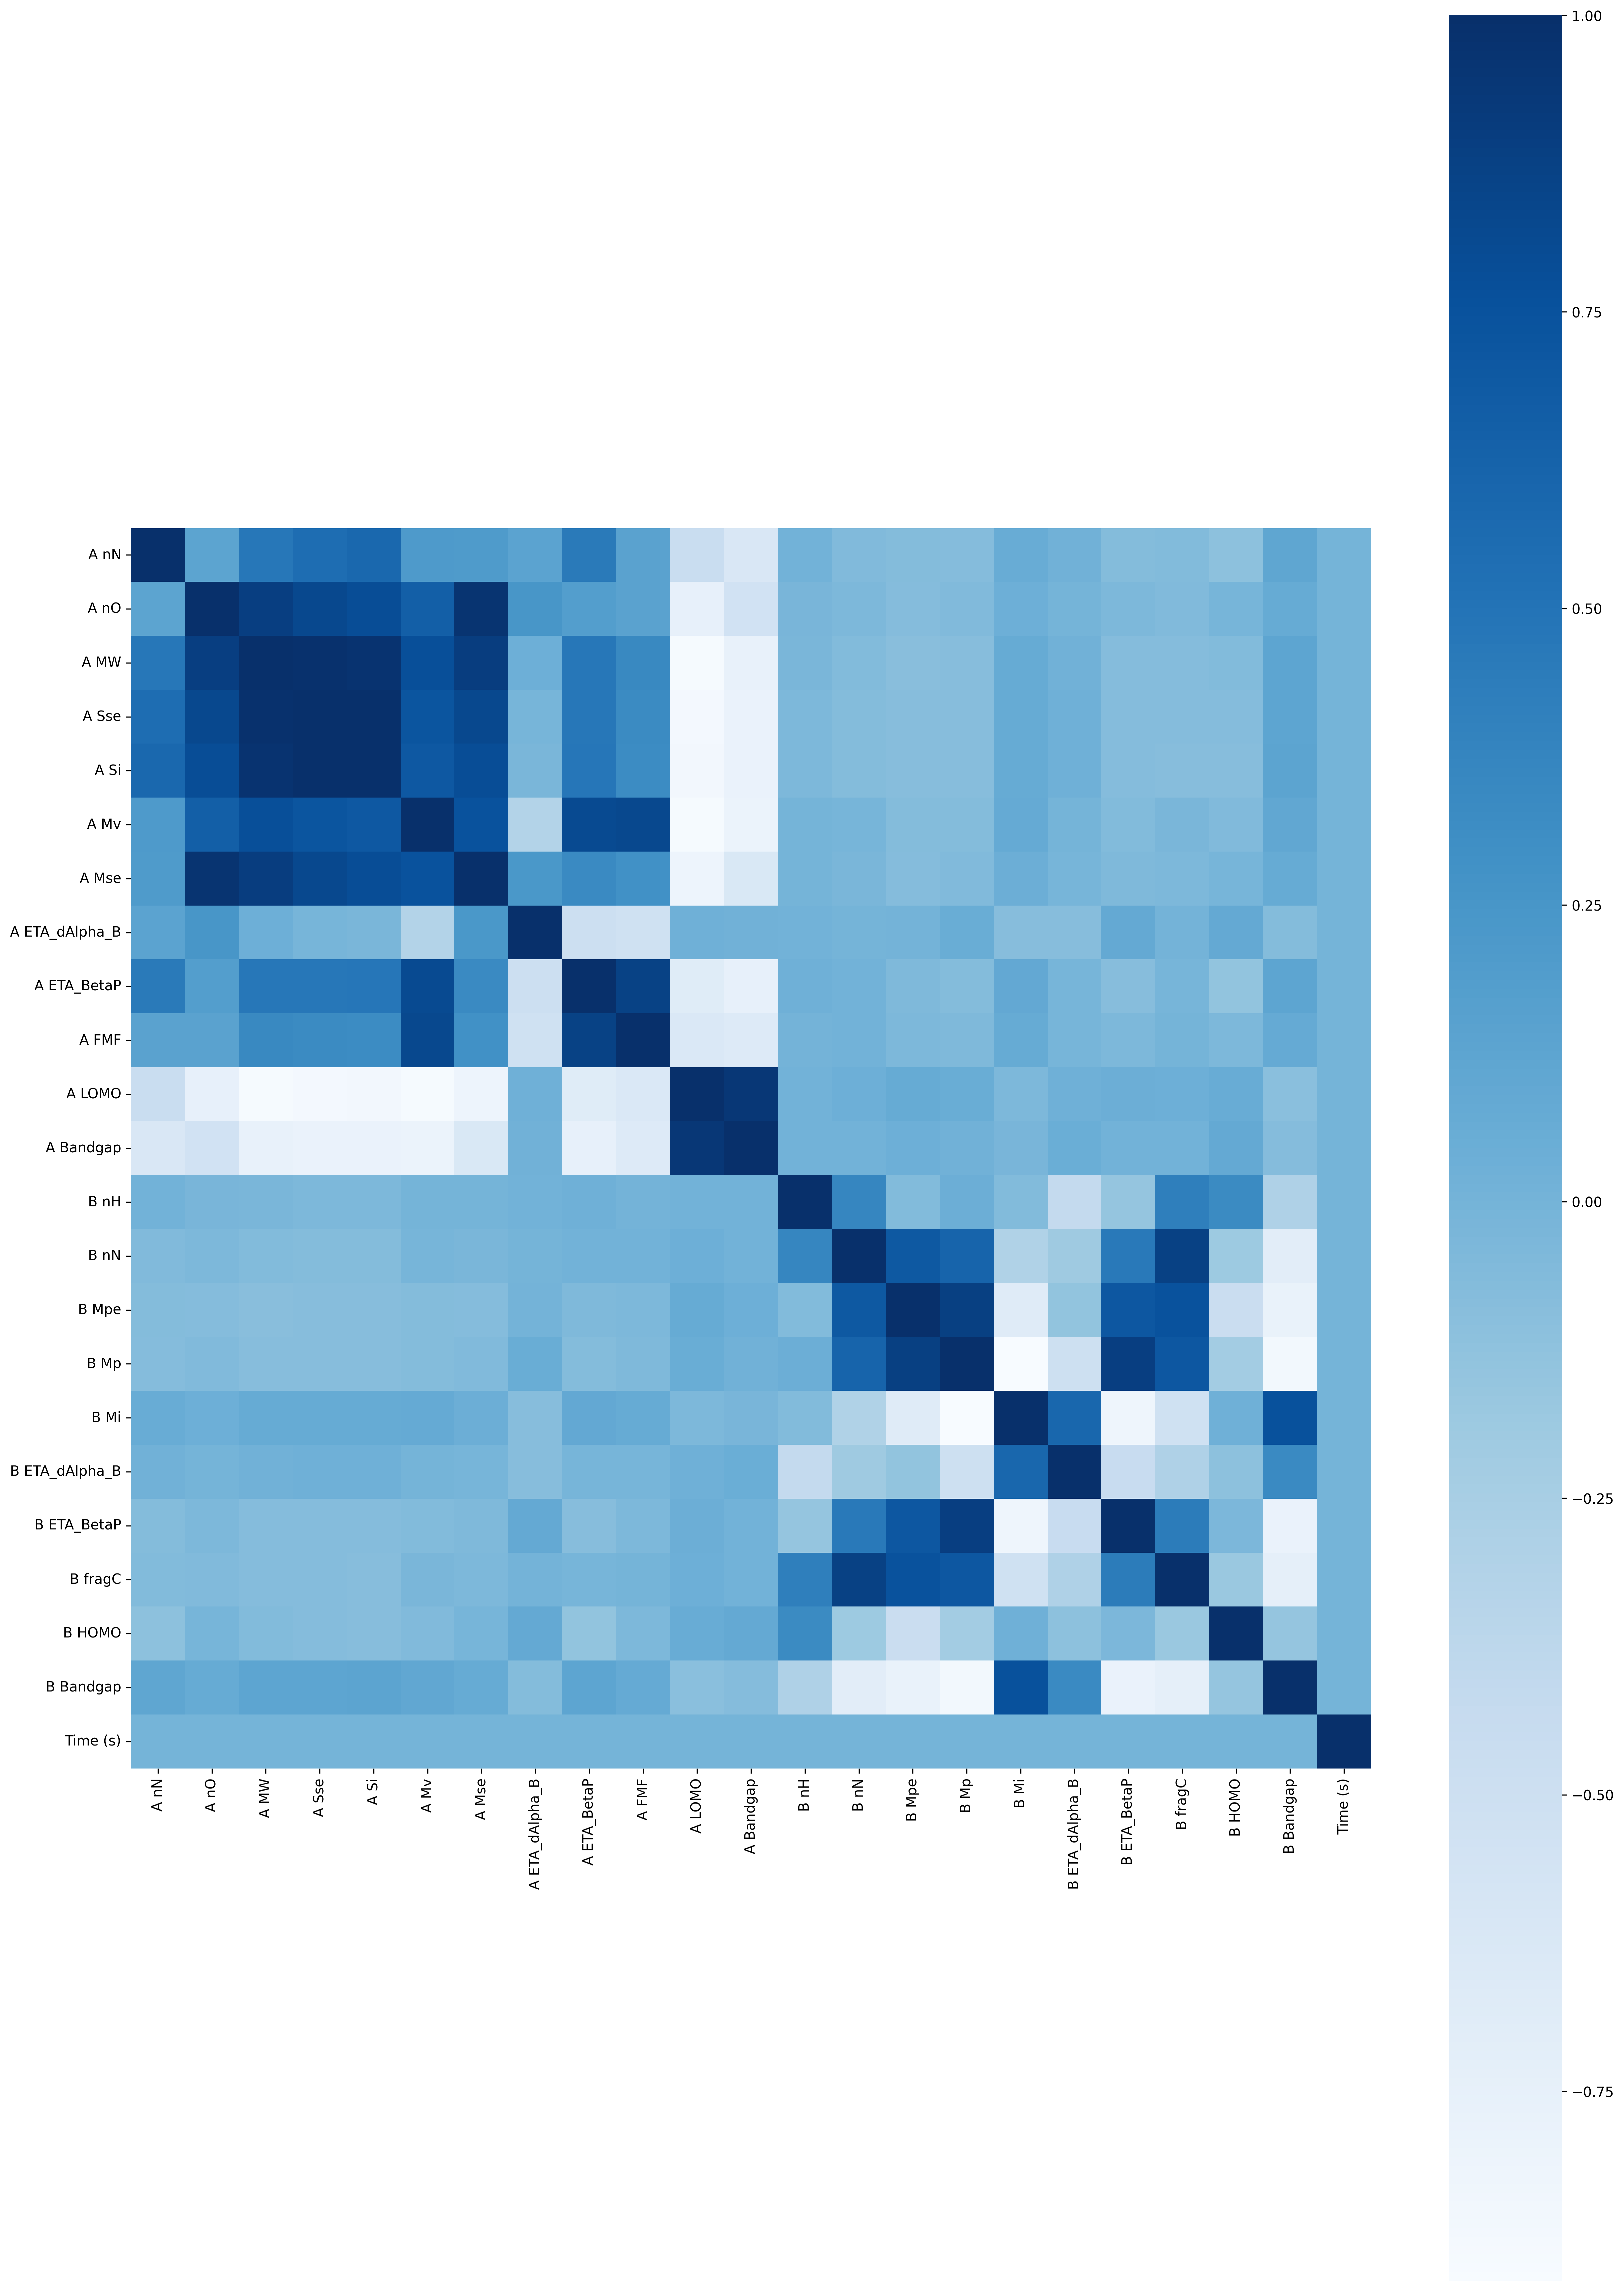 1.00
0.75
0.50
0.25
0.00
−0.25
−0.50
−0.75
A nN
A nO
A MW
A Sse
A Si
A Mv
A Mse
A ETA_dAlpha_B
A ETA_BetaP
A FMF
A LOMO
A Bandgap
B nH
B nN
B Mpe
B Mp
B Mi
B ETA_dAlpha_B
B ETA_BetaP
B fragC
B HOMO
B Bandgap
Time (s)
A nN
A nO
A MW
A Sse
A Si
A Mv
A Mse
A ETA_dAlpha_B
A ETA_BetaP
A FMF
A LOMO
A Bandgap
B nH
B nN
B Mpe
B Mp
B Mi
B ETA_dAlpha_B
B ETA_BetaP
B fragC
B HOMO
B Bandgap
Time (s)